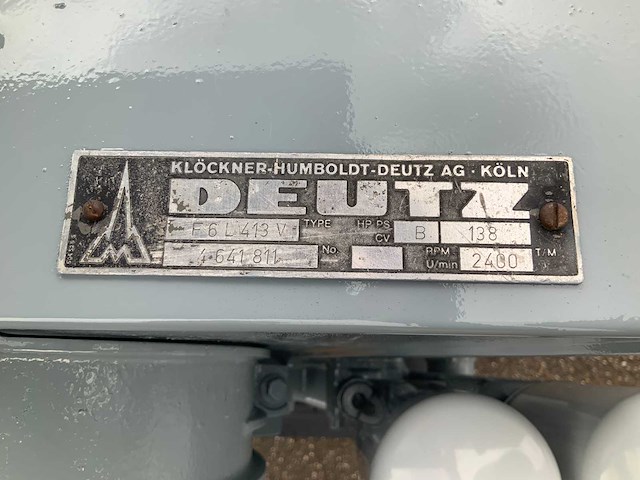 KLÖCKNER-HUMBOLDT-DEUTZ AG · KÖLN
DEUTZ
F 6 L 413 V TYPE HP PS CV B 138
4 641 811 No. RPM U/min 2400 T/M